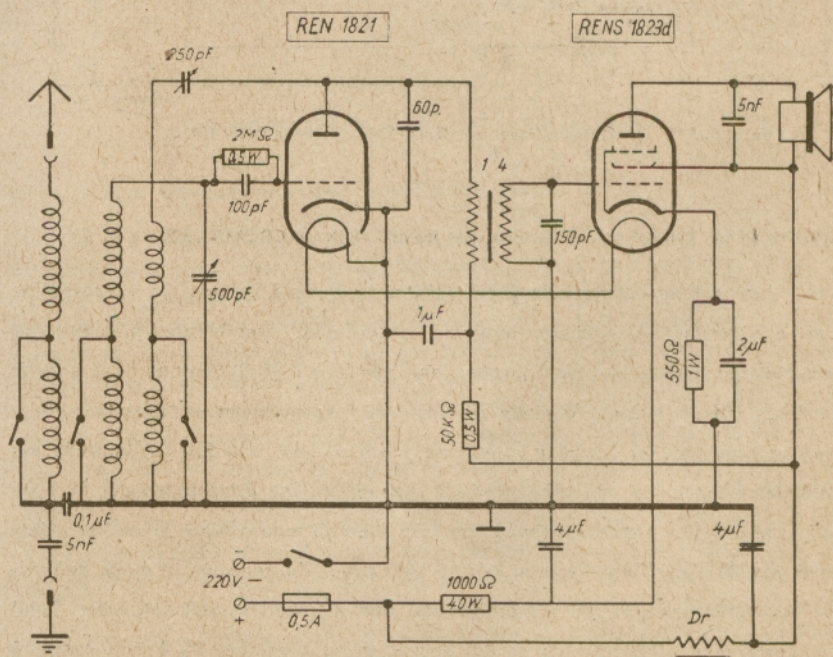 REN 1821
RENS 1823d
250pF
60p.
5nF
2MΩ
0,5W
1 4
100pF
150pF
500pF
1µF
2µF
550Ω
1W
50KΩ
0,5W
0,1µF
5nF
4µF
4µF
−
220V −
1000Ω
40W
+
0,5A
Dr